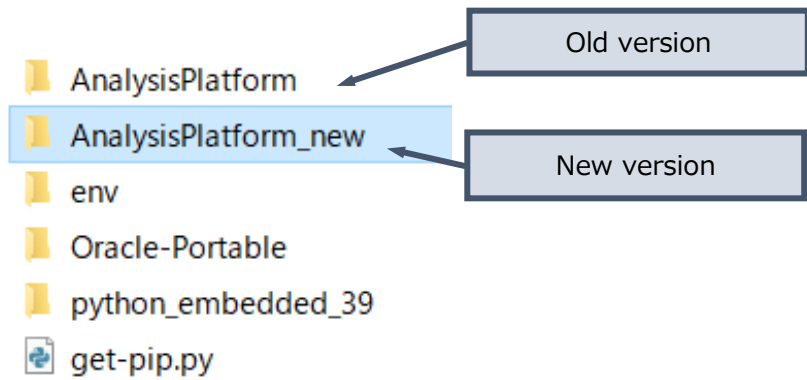 Old version
AnalysisPlatform
AnalysisPlatform_new
New version
env
Oracle-Portable
python_embedded_39
get-pip.py